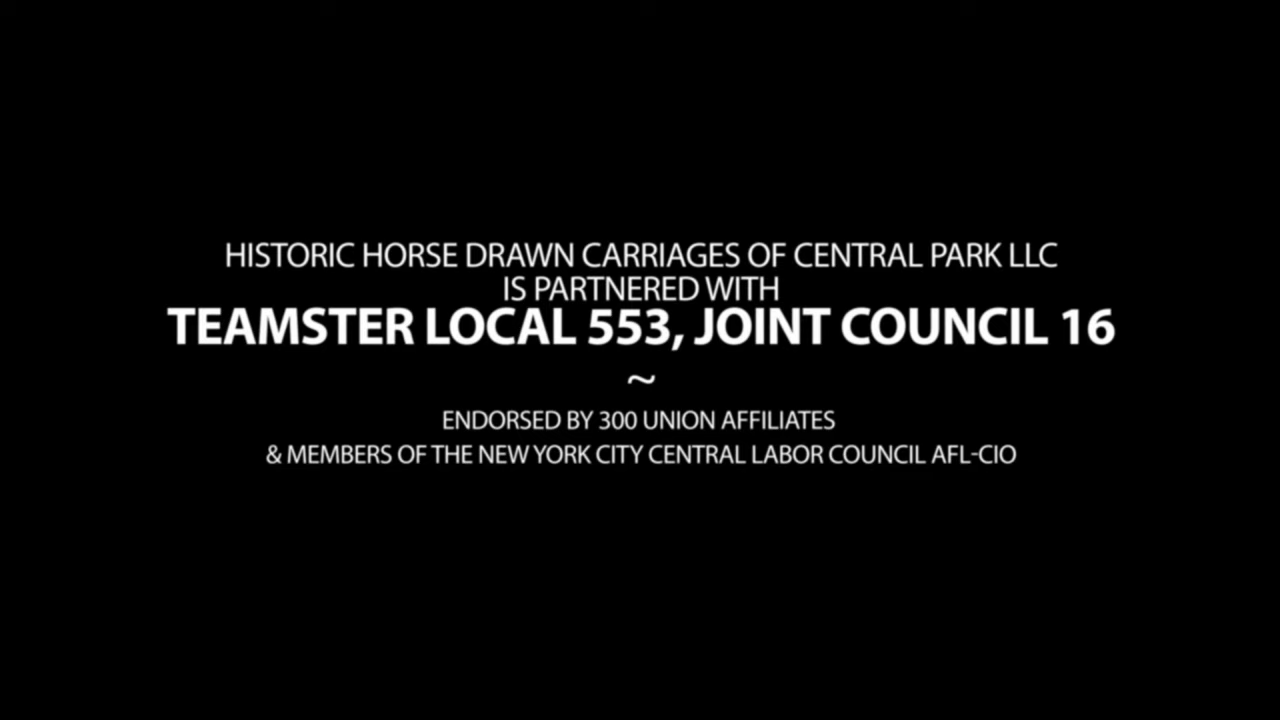 HISTORIC HORSE DRAWN CARRIAGES OF CENTRAL PARK LLC
IS PARTNERED WITH
TEAMSTER LOCAL 553, JOINT COUNCIL 16
~
ENDORSED BY 300 UNION AFFILIATES
& MEMBERS OF THE NEW YORK CITY CENTRAL LABOR COUNCIL AFL-CIO